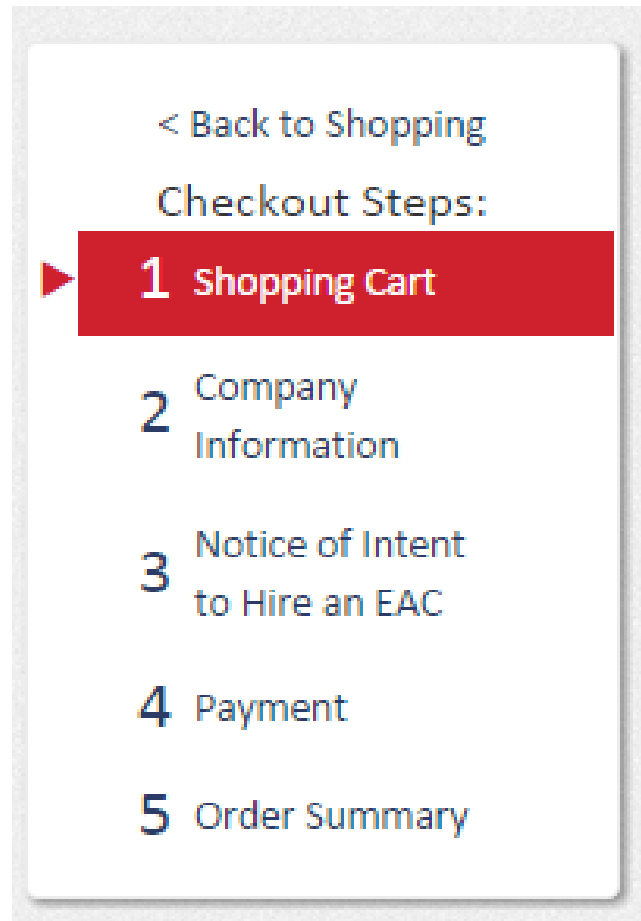 < Back to Shopping
Checkout Steps:
1 Shopping Cart
2 Company
Information
3 Notice of Intent
to Hire an EAC
4 Payment
5 Order Summary